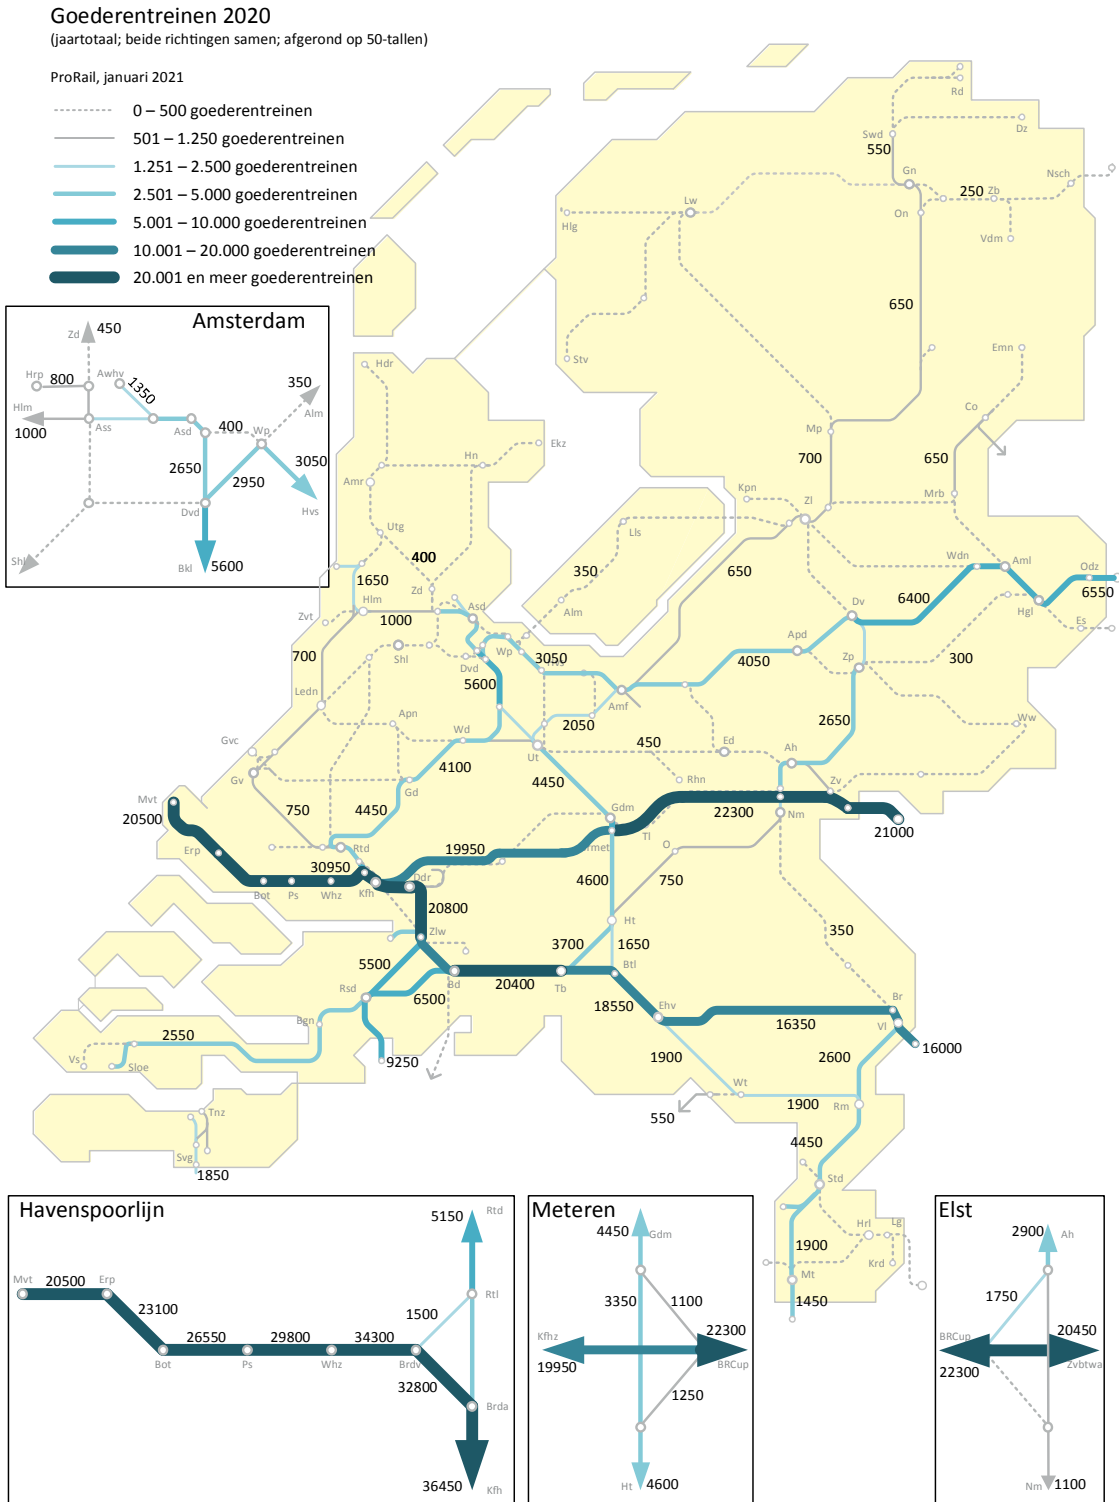 Goederentreinen 2020
(jaartotaal; beide richtingen samen; afgerond op 50-tallen)
ProRail, januari 2021
0 – 500 goederentreinen
501 – 1.250 goederentreinen
1.251 – 2.500 goederentreinen
2.501 – 5.000 goederentreinen
5.001 – 10.000 goederentreinen
10.001 – 20.000 goederentreinen
20.001 en meer goederentreinen
Amsterdam
Zd
450
Hrp
800
Awhv
1350
350
Alm
Hlm
1000
Ass
Asd
400
Wp
2650
2950
3050
Hvs
Dvd
Shl
Bkl
5600
Rd
Swd
550
Dz
Gn
Nsch
250
Zb
On
Vdm
Lw
Hlg
650
Stv
Emn
Hdr
Co
Mp
700
650
Ekz
Hn
Amr
Kpn
Mrb
Zl
Utg
Lls
400
350
650
Wdn
Aml
Odz
6550
1650
Zd
Alm
6400
Hgl
Hlm
Asd
Dv
Zvt
1000
Es
Wp
Apd
700
Shl
Dvd
3050
Hvs
4050
Zp
300
5600
Ledn
Amf
2650
Apn
2050
Ww
Gvc
Wd
450
Ed
Ah
4100
Ut
Gv
Gd
4450
Rhn
Zv
Mvt
20500
750
4450
Gdm
22300
Nm
21000
Tl
Erp
Rtd
19950
rmet
O
30950
4600
750
Bot
Ps
Whz
Kfh
Ddr
20800
Ht
Zlw
3700
1650
350
5500
Btl
Rsd
6500
Bd
20400
Tb
18550
Ehv
Br
Bgn
16350
Vl
2550
16000
Vs
Sloe
9250
1900
2600
Wt
1900
Rm
Tnz
550
4450
Svg
1850
Std
Hrl
Lg
1900
Krd
Mt
1450
Havenspoorlijn
5150
Rtd
Mvt
20500
Erp
23100
1500
Rtl
26550
29800
34300
Bot
Ps
Whz
Brdv
32800
Brda
36450
Kfh
Meteren
4450
Gdm
3350
1100
Kfhz
22300
19950
BRCup
1250
Ht
4600
Elst
2900
Ah
1750
BRCup
20450
22300
Zvbtwa
Nm
1100